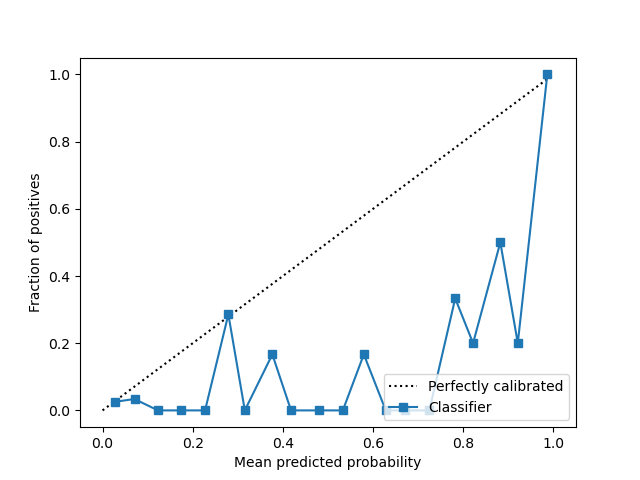 1.0
0.8
0.6
0.4
0.2
0.0
Fraction of positives
0.0 0.2 0.4 0.6 0.8 1.0
Mean predicted probability
Perfectly calibrated
Classifier